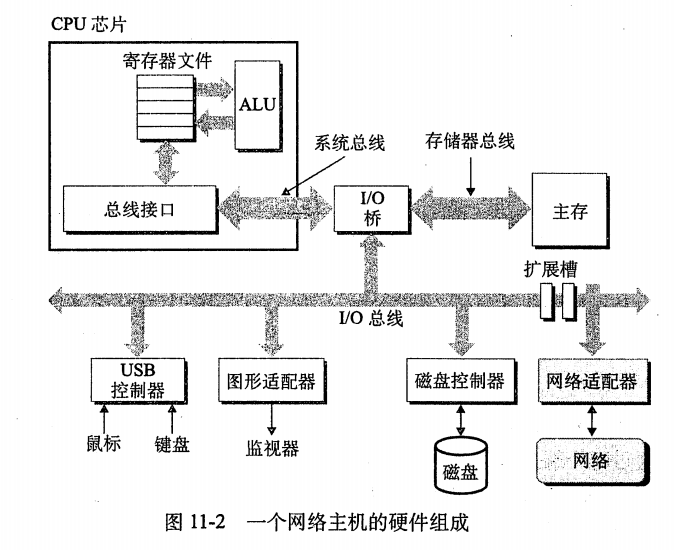 CPU 芯片
寄存器文件
ALU
系统总线
存储器总线
总线接口
I/O
桥
主存
扩展槽
I/O 总线
USB
控制器
图形适配器
磁盘控制器
网络适配器
鼠标
键盘
监视器
磁盘
网络
图 11-2 一个网络主机的硬件组成